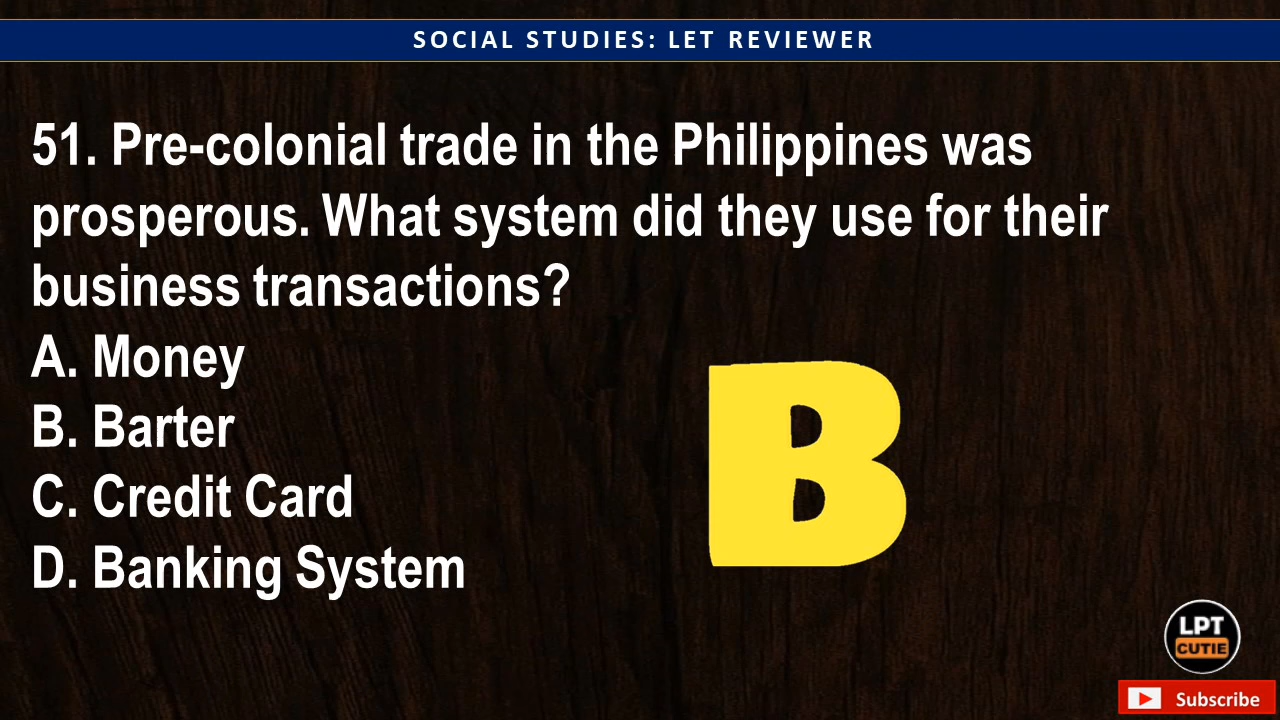 SOCIAL STUDIES: LET REVIEWER
51. Pre-colonial trade in the Philippines was
prosperous. What system did they use for their
business transactions?
A. Money
B. Barter
C. Credit Card
D. Banking System
B
LPT
CUTIE
Subscribe